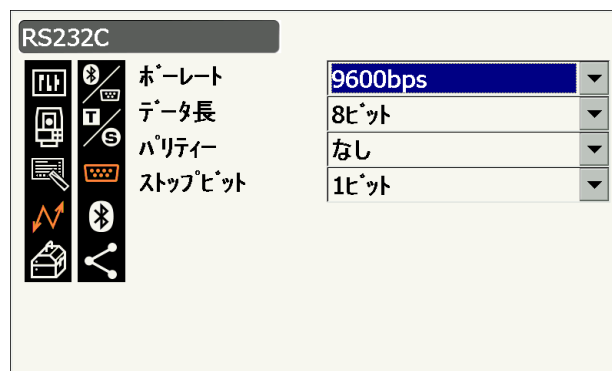 RS232C
ﾎﾞｰﾚｰﾄ 9600bps
ﾃﾞｰﾀ長 8ﾋﾞｯﾄ
ﾊﾟﾘﾃｨｰ なし
ｽﾄｯﾌﾟﾋﾞｯﾄ 1ﾋﾞｯﾄ
T/S